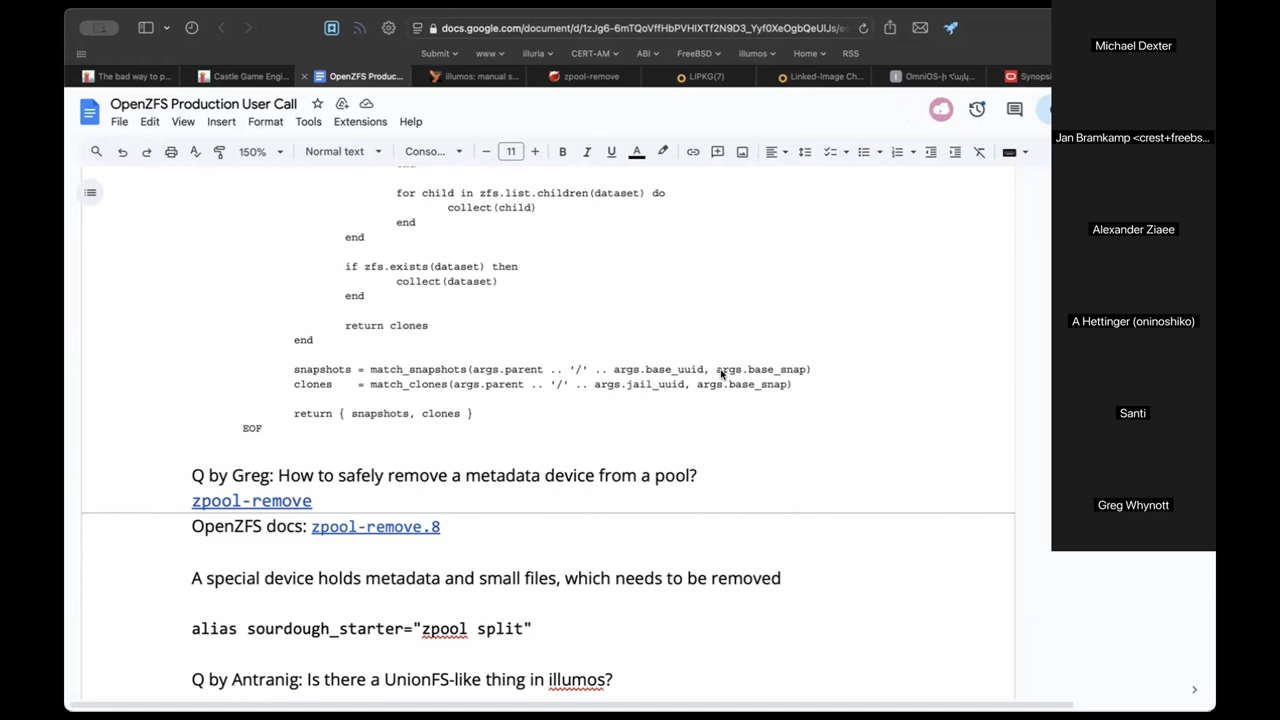 docs.google.com/document/d/1zJg6-6mTQoVffHbPVHIXTf2N9D3_Yyf0XeOgbQeUIJs/e
Submit www illuria CERT-AM ABI FreeBSD illumos Home RSS
The bad way to p... Castle Game Engi... OpenZFS Produc... illumos: manual s... zpool-remove LIPKG(7) Linked-Image Ch... Synopsi
OpenZFS Production User Call
File Edit View Insert Format Tools Extensions Help
150% Normal text Conso... 11 B I U A
for child in zfs.list.children(dataset) do
collect(child)
end
end
if zfs.exists(dataset) then
collect(dataset)
end
return clones
end
snapshots = match_snapshots(args.parent .. '/' .. args.base_uuid, args.base_snap)
clones = match_clones(args.parent .. '/' .. args.jail_uuid, args.base_snap)
return { snapshots, clones }
EOF
Q by Greg: How to safely remove a metadata device from a pool?
zpool-remove
OpenZFS docs: zpool-remove.8
A special device holds metadata and small files, which needs to be removed
alias sourdough_starter="zpool split"
Q by Antranig: Is there a UnionFS-like thing in illumos?
Michael Dexter
Jan Bramkamp <crest+freebs...
Alexander Ziaee
A Hettinger (oninoshiko)
Santi
Greg Whynott